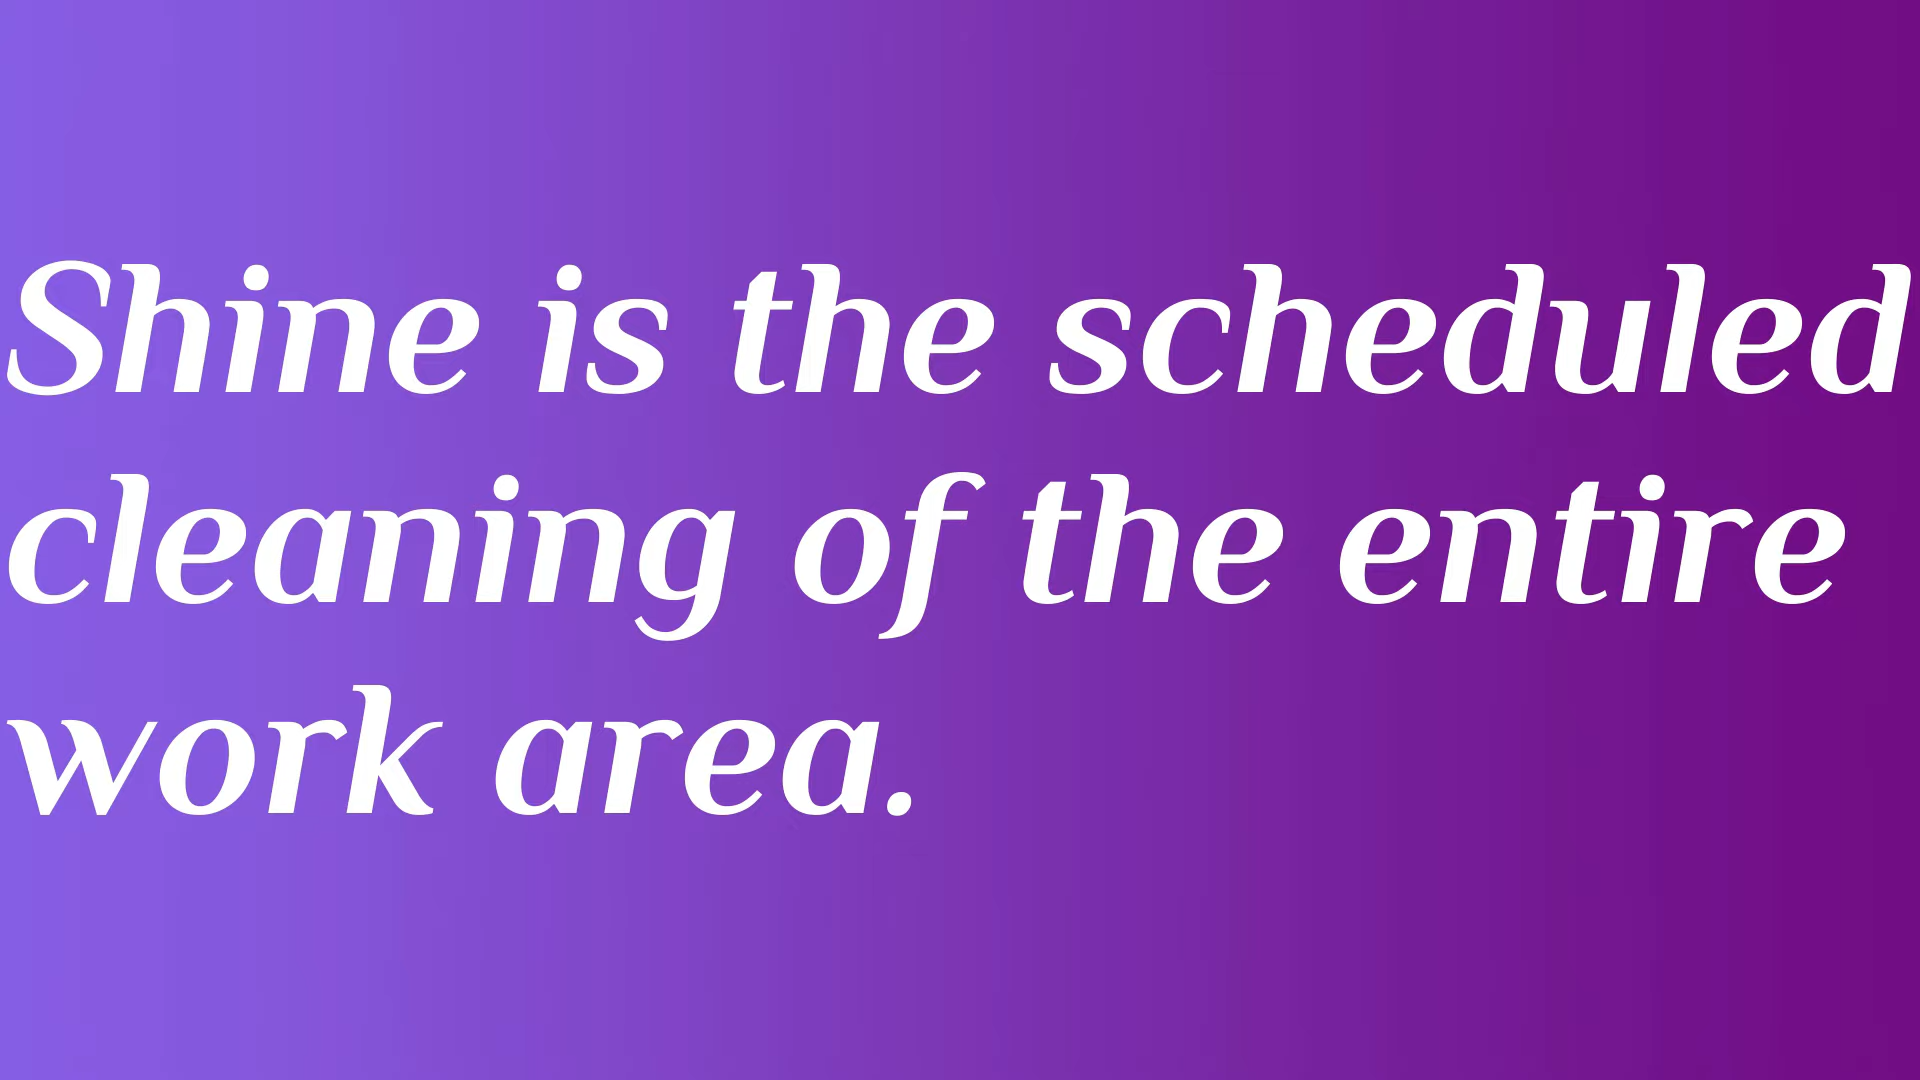 Shine is the scheduled
cleaning of the entire
work area.